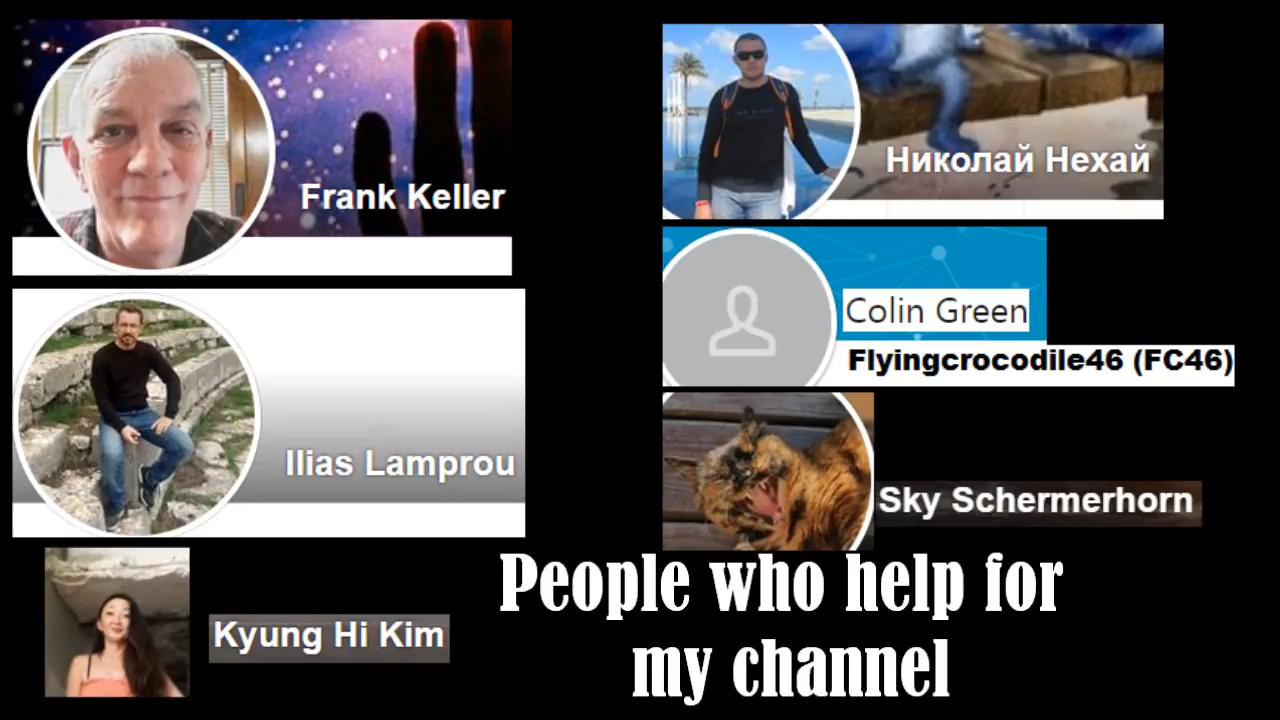 Frank Keller
Николай Нехай
Colin Green
Flyingcrocodile46 (FC46)
Ilias Lamprou
Sky Schermerhorn
Kyung Hi Kim
People who help for
my channel